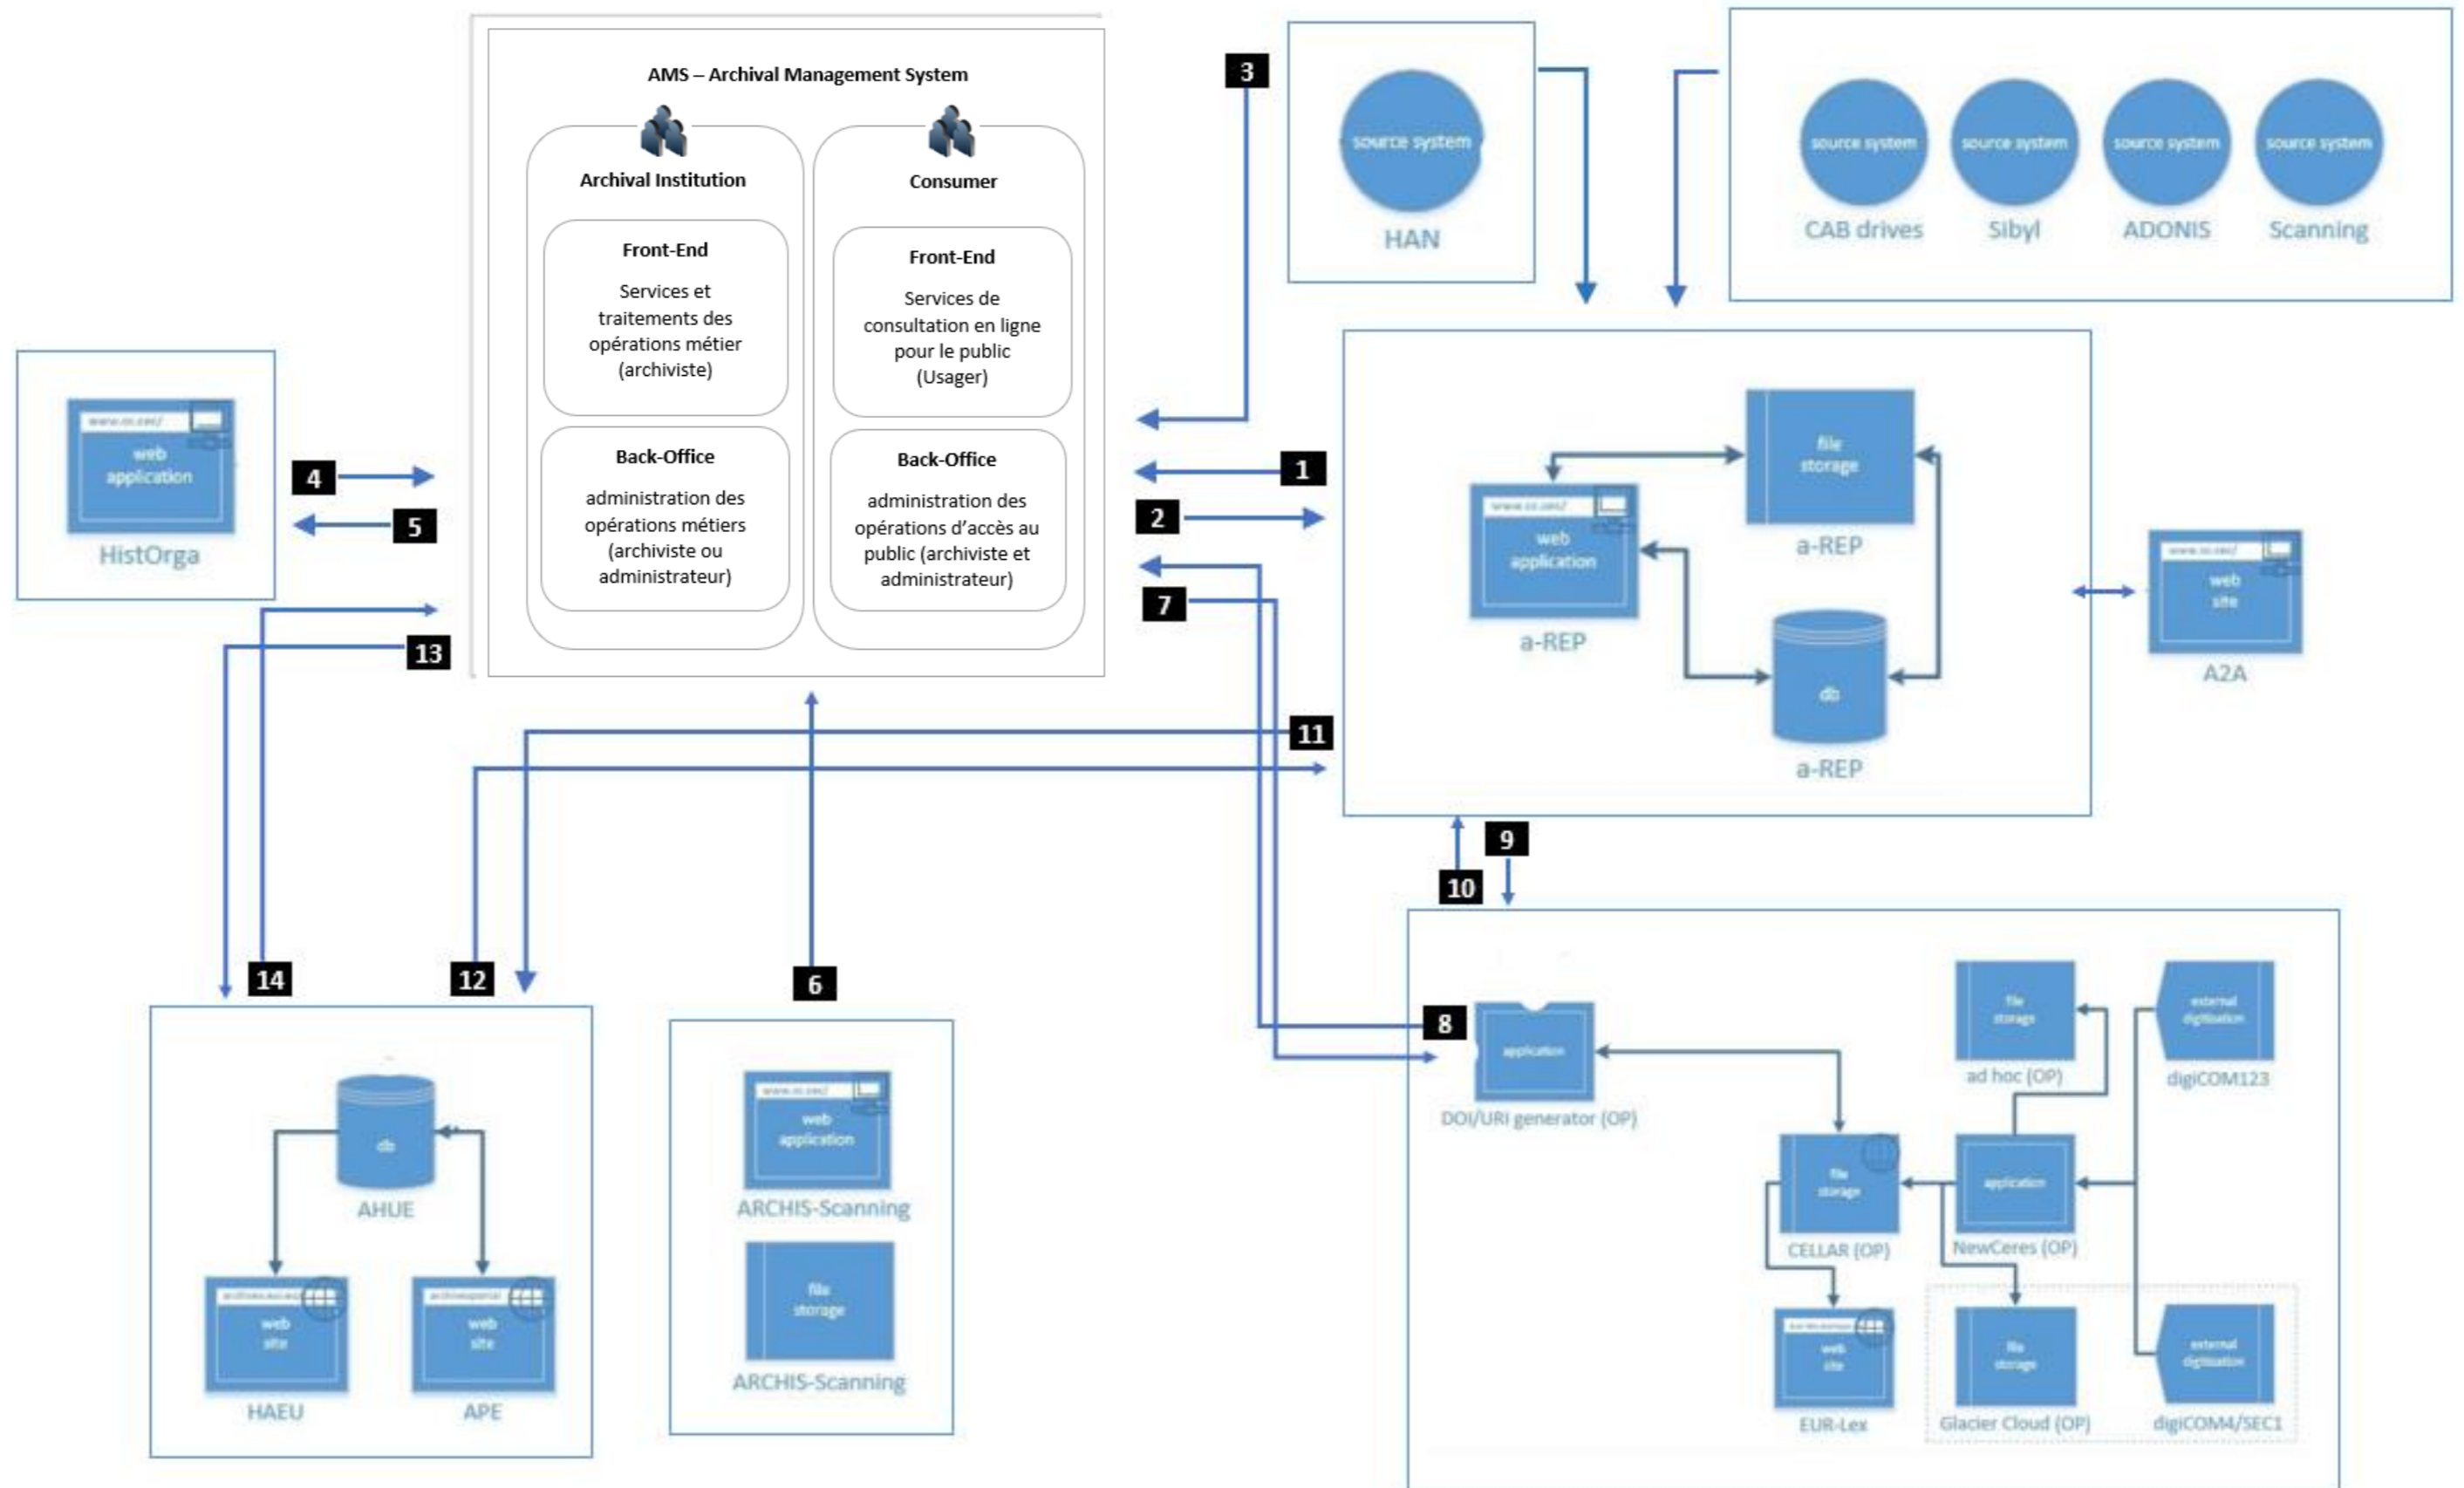 AMS – Archival Management System
Archival Institution
Front-End
Services et
traitements des
opérations métier
(archiviste)
Back-Office
administration des
opérations métiers
(archiviste ou
administrateur)
Consumer
Front-End
Services de
consultation en ligne
pour le public
(Usager)
Back-Office
administration des
opérations d'accès au
public (archiviste et
administrateur)
3
source system
HAN
source system
CAB drives
source system
Sibyl
source system
ADONIS
source system
Scanning
web
application
HistOrga
4
5
1
2
7
13
11
file
storage
a-REP
web
application
a-REP
db
a-REP
web
site
A2A
9
10
14
12
6
8
db
AHUE
web
site
HAEU
web
site
APE
web
application
ARCHIS-Scanning
file
storage
ARCHIS-Scanning
application
DOI/URI generator (OP)
file
storage
ad hoc (OP)
external
digitisation
digiCOM123
file
storage
CELLAR (OP)
application
NewCeres (OP)
web
site
EUR-Lex
file
storage
Glacier Cloud (OP)
external
digitisation
digiCOM4/SEC1